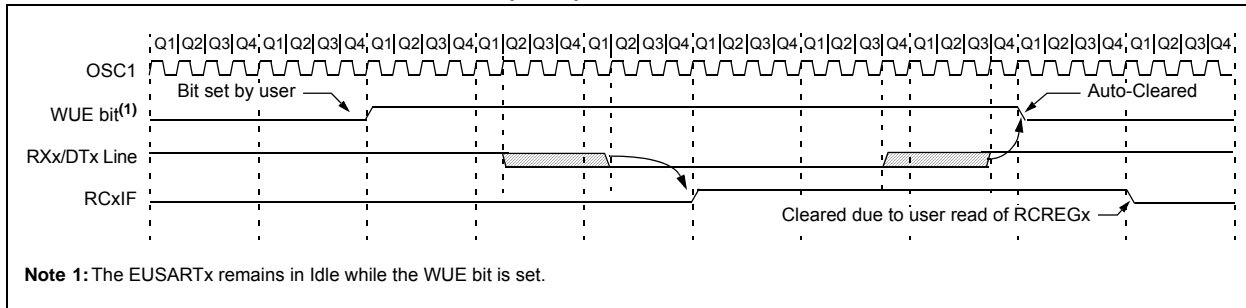 Q1 Q2 Q3 Q4 Q1 Q2 Q3 Q4 Q1 Q2 Q3 Q4 Q1 Q2 Q3 Q4 Q1 Q2 Q3 Q4 Q1 Q2 Q3 Q4 Q1 Q2 Q3 Q4 Q1 Q2 Q3 Q4 Q1 Q2 Q3 Q4 Q1 Q2 Q3 Q4
OSC1
Bit set by user
Auto-Cleared
WUE bit(1)
RXx/DTx Line
RCxIF
Cleared due to user read of RCREGx
Note 1: The EUSARTx remains in Idle while the WUE bit is set.